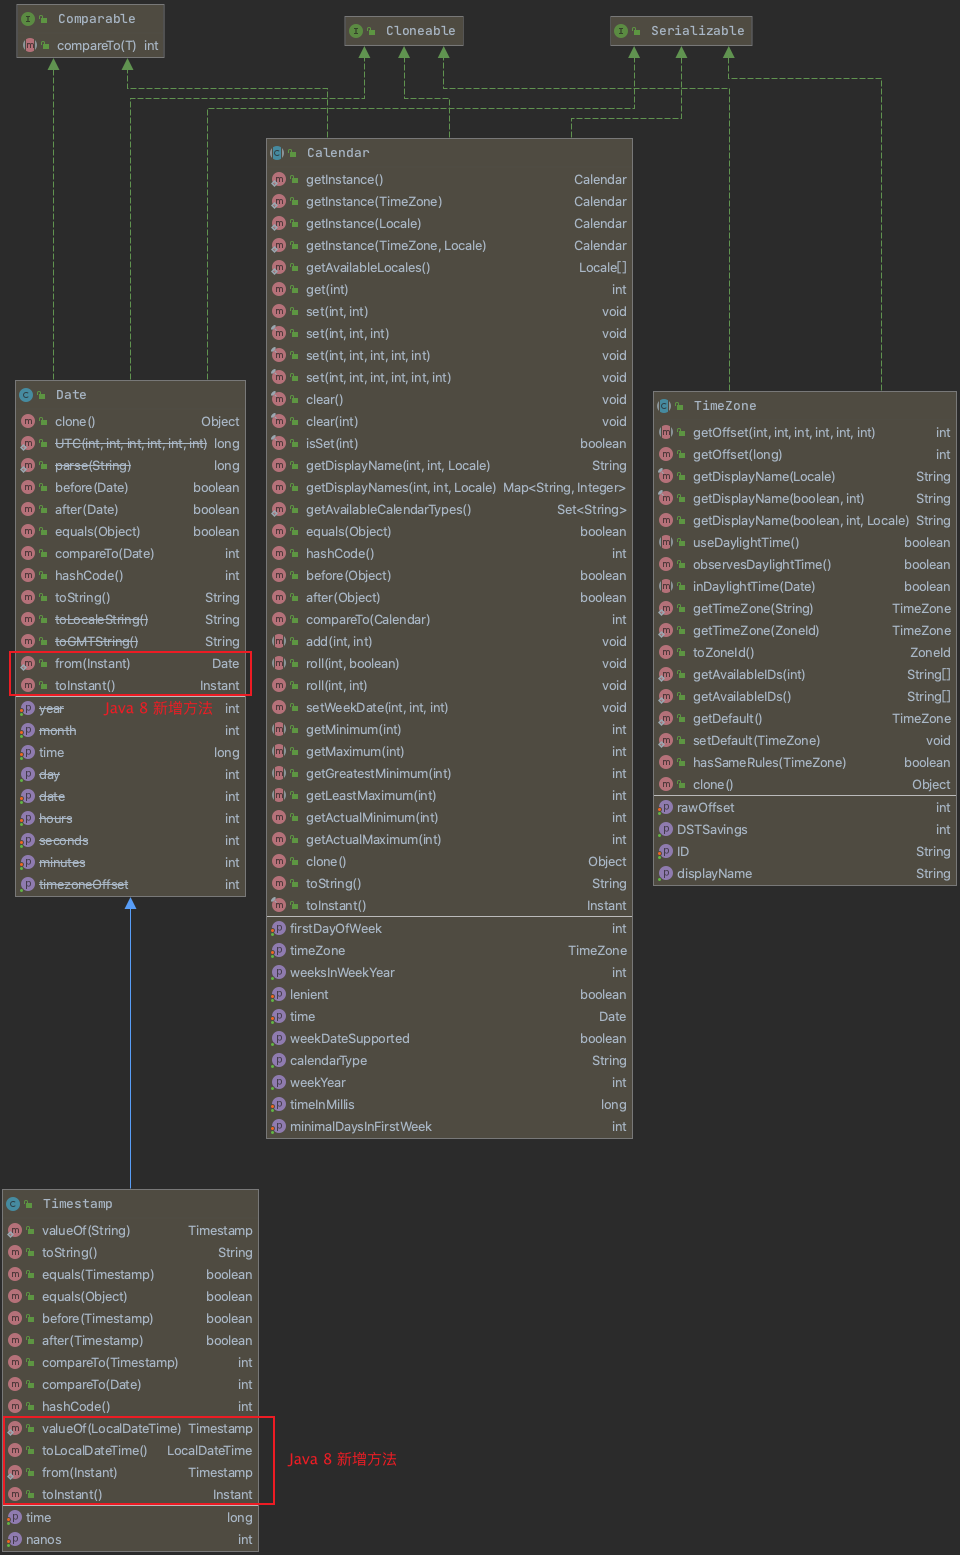 Comparable
compareTo(T) int
Cloneable
Serializable
Calendar
getInstance() Calendar
getInstance(TimeZone) Calendar
getInstance(Locale) Calendar
getInstance(TimeZone, Locale) Calendar
getAvailableLocales() Locale[]
get(int) int
set(int, int) void
set(int, int, int) void
set(int, int, int, int, int) void
set(int, int, int, int, int, int) void
clear() void
clear(int) void
isSet(int) boolean
getDisplayName(int, int, Locale) String
getDisplayNames(int, int, Locale) Map<String, Integer>
getAvailableCalendarTypes() Set<String>
equals(Object) boolean
hashCode() int
before(Object) boolean
after(Object) boolean
compareTo(Calendar) int
add(int, int) void
roll(int, boolean) void
roll(int, int) void
setWeekDate(int, int, int) void
getMinimum(int) int
getMaximum(int) int
getGreatestMinimum(int) int
getLeastMaximum(int) int
getActualMinimum(int) int
getActualMaximum(int) int
clone() Object
toString() String
toInstant() Instant
firstDayOfWeek int
timeZone TimeZone
weeksInWeekYear int
lenient boolean
time Date
weekDateSupported boolean
calendarType String
weekYear int
timeInMillis long
minimalDaysInFirstWeek int
Date
clone() Object
UTC(int, int, int, int, int, int) long
parse(String) long
before(Date) boolean
after(Date) boolean
equals(Object) boolean
compareTo(Date) int
hashCode() int
toString() String
toLocaleString() String
toGMTString() String
from(Instant) Date
toInstant() Instant
year Java 8 新增方法 int
month int
time long
day int
date int
hours int
seconds int
minutes int
timezoneOffset int
TimeZone
getOffset(int, int, int, int, int, int) int
getOffset(long) int
getDisplayName(Locale) String
getDisplayName(boolean, int) String
getDisplayName(boolean, int, Locale) String
useDaylightTime() boolean
observesDaylightTime() boolean
inDaylightTime(Date) boolean
getTimeZone(String) TimeZone
getTimeZone(ZoneId) TimeZone
toZoneId() ZoneId
getAvailableIDs(int) String[]
getAvailableIDs() String[]
getDefault() TimeZone
setDefault(TimeZone) void
hasSameRules(TimeZone) boolean
clone() Object
rawOffset int
DSTSavings int
ID String
displayName String
Timestamp
valueOf(String) Timestamp
toString() String
equals(Timestamp) boolean
equals(Object) boolean
before(Timestamp) boolean
after(Timestamp) boolean
compareTo(Timestamp) int
compareTo(Date) int
hashCode() int
valueOf(LocalDateTime) Timestamp
toLocalDateTime() LocalDateTime
from(Instant) Timestamp
toInstant() Instant
Java 8 新增方法
time long
nanos int